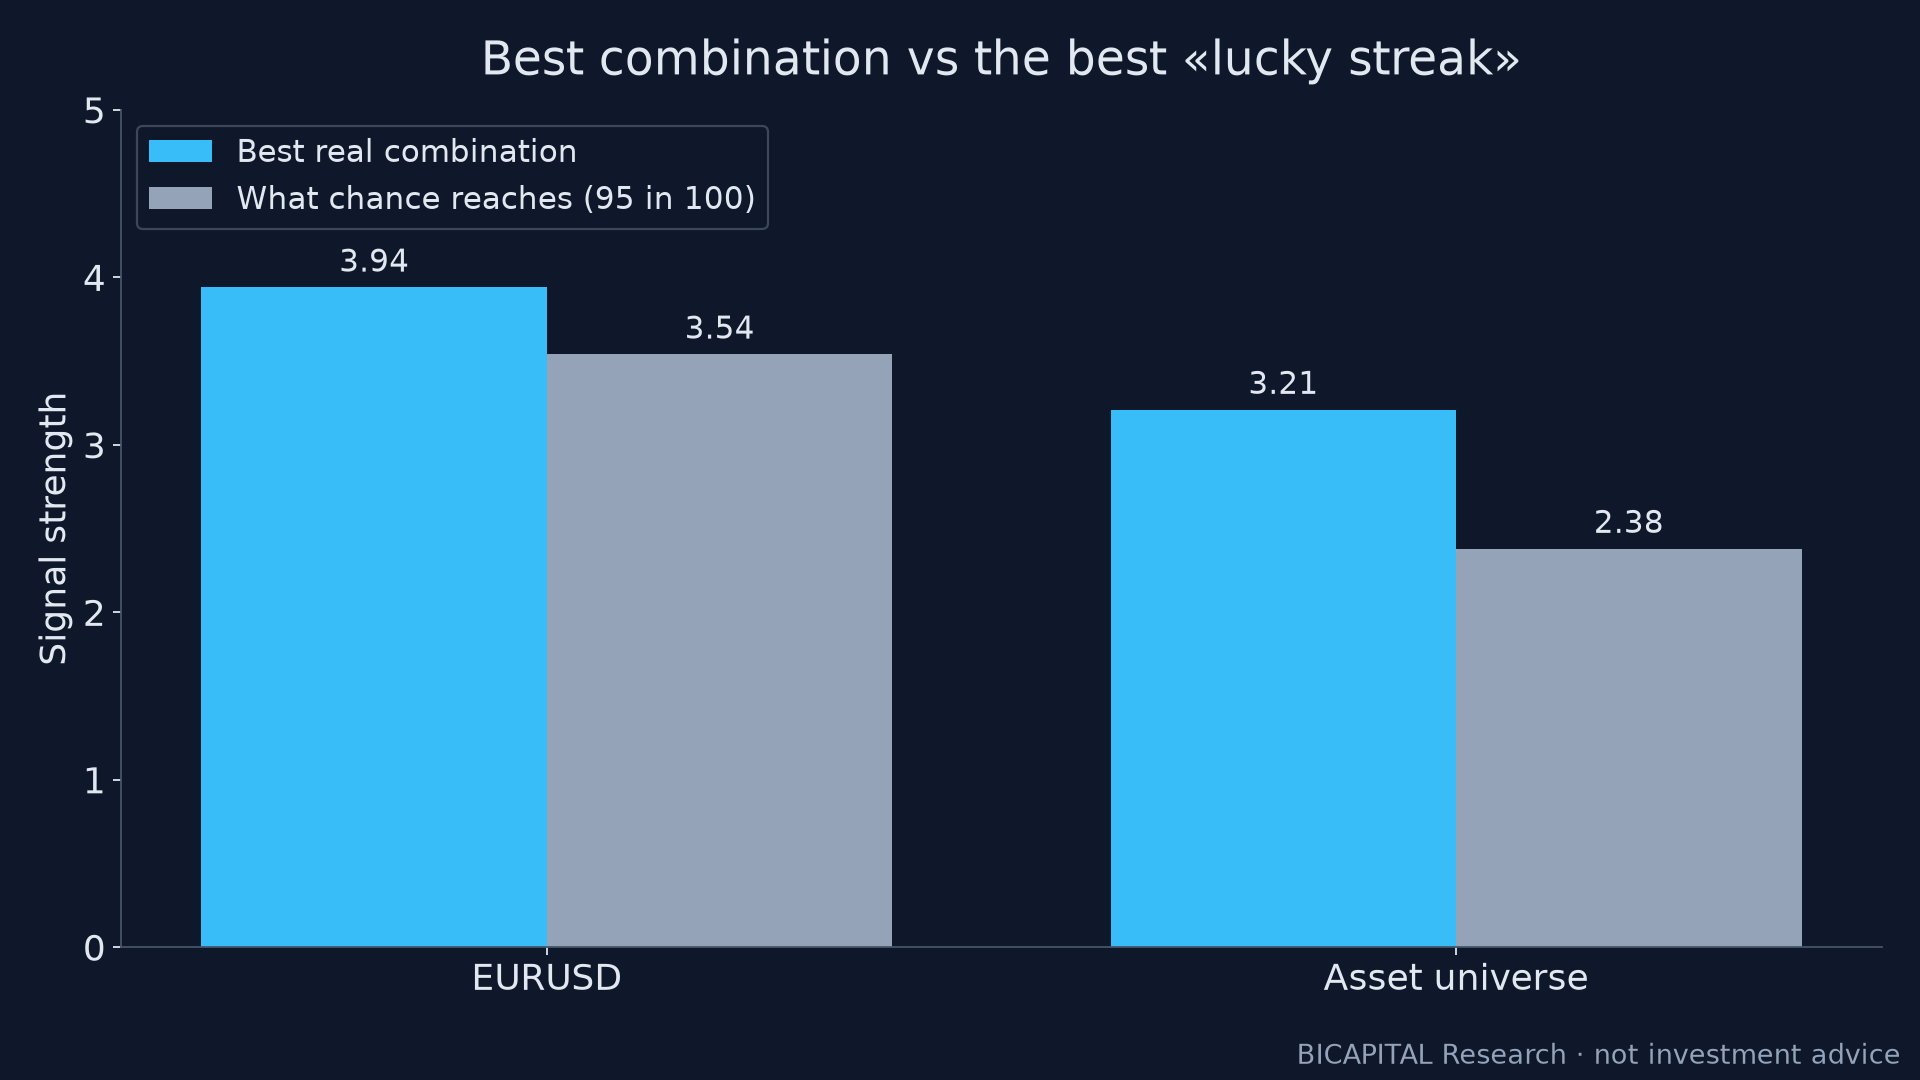 Best combination vs the best «lucky streak»
Best real combination
What chance reaches (95 in 100)
Signal strength
5
4
3
2
1
0
3.94
3.54
3.21
2.38
EURUSD
Asset universe
BICAPITAL Research · not investment advice